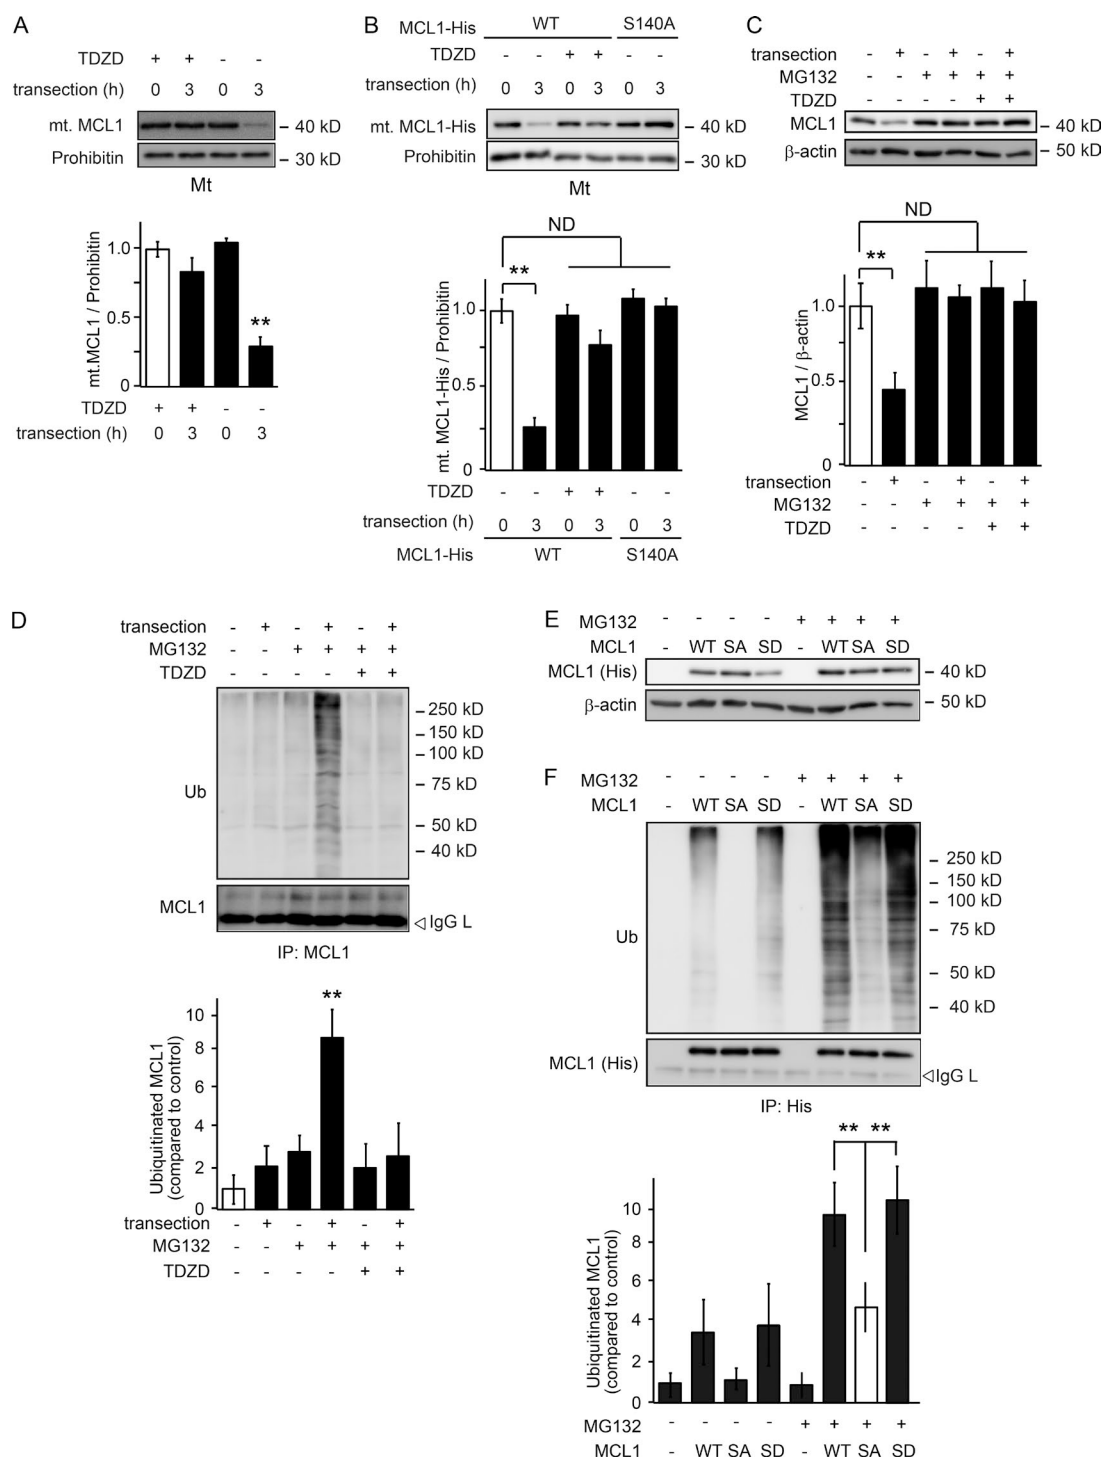 A
TDZD + + - -
transection (h) 0 3 0 3
mt. MCL1 – 40 kD
Prohibitin – 30 kD
Mt
mt.MCL1 / Prohibitin
1.0
0.5
0
**
TDZD + + - -
transection (h) 0 3 0 3
B
MCL1-His WT S140A
TDZD - - + + - -
transection (h) 0 3 0 3 0 3
mt. MCL1-His – 40 kD
Prohibitin – 30 kD
Mt
ND
**
mt. MCL1-His / Prohibitin
1.0
0.5
0
TDZD - - + + - -
transection (h) 0 3 0 3 0 3
MCL1-His WT S140A
C
transection - + - + - +
MG132 - - + + + +
TDZD - - - - + +
MCL1 – 40 kD
β-actin – 50 kD
ND
**
MCL1 / β-actin
1.0
0.5
0
transection - + - + - +
MG132 - - + + + +
TDZD - - - - + +
D
transection - + - + - +
MG132 - - + + + +
TDZD - - - - + +
Ub
– 250 kD
– 150 kD
– 100 kD
– 75 kD
– 50 kD
– 40 kD
MCL1 ◁ IgG L
IP: MCL1
**
Ubiquitinated MCL1
(compared to control)
10
8
6
4
2
0
transection - + - + - +
MG132 - - + + + +
TDZD - - - - + +
E
MG132 - - - - + + + +
MCL1 - WT SA SD - WT SA SD
MCL1 (His) – 40 kD
β-actin – 50 kD
F
MG132 - - - - + + + +
MCL1 - WT SA SD - WT SA SD
Ub
– 250 kD
– 150 kD
– 100 kD
– 75 kD
– 50 kD
– 40 kD
MCL1 (His) ◁IgG L
IP: His
** **
Ubiquitinated MCL1
(compared to control)
10
8
6
4
2
0
MG132 - - - - + + + +
MCL1 - WT SA SD - WT SA SD